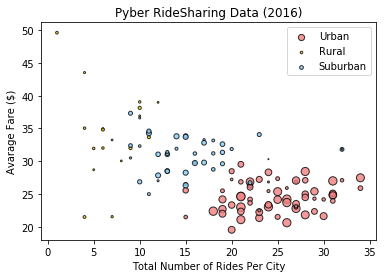 Pyber RideSharing Data (2016)
Urban
Rural
Suburban
Avarage Fare ($)
50
45
40
35
30
25
20
0 5 10 15 20 25 30 35
Total Number of Rides Per City